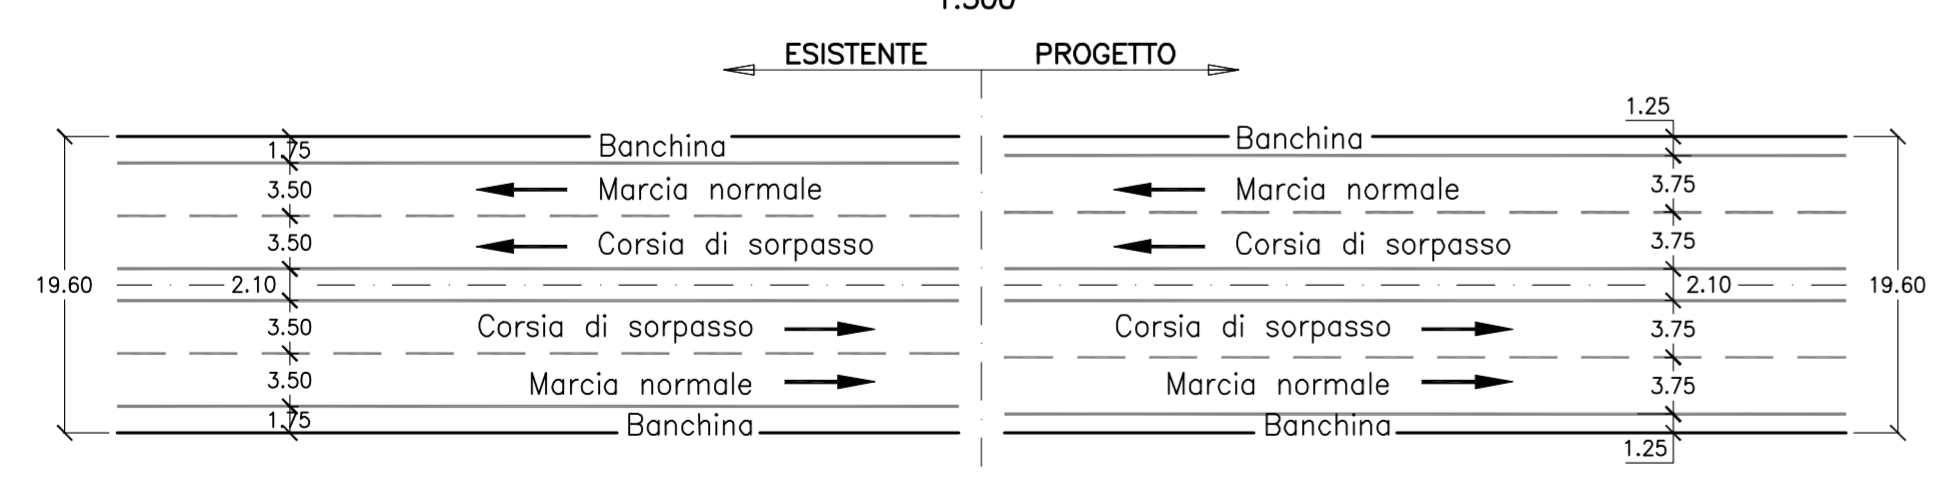 1:500
ESISTENTE PROGETTO
1.25
Banchina Banchina
1.75
3.50 Marcia normale Marcia normale 3.75
3.50 Corsia di sorpasso Corsia di sorpasso 3.75
19.60 2.10 2.10 19.60
3.50 Corsia di sorpasso Corsia di sorpasso 3.75
3.50 Marcia normale Marcia normale 3.75
1.75 Banchina Banchina
1.25